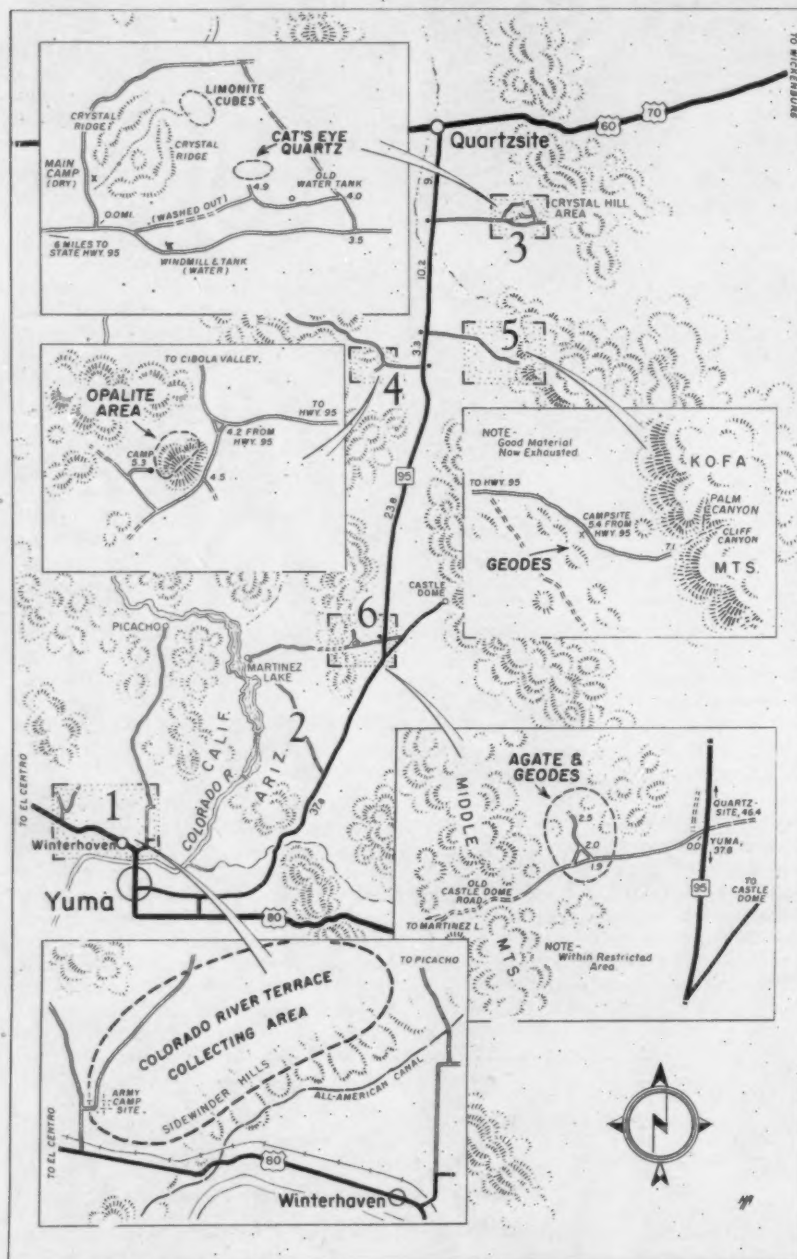 TO WICKENBURG
60
70
Quartzsite
9
CRYSTAL HILL
AREA
3
10.2
5
3.3
4
95
23.8
CASTLE
DOME
6
PICACHO
MARTINEZ
LAKE
2
CALIF.
ARIZ.
COLORADO R.
37.8
TO EL CENTRO
1
Winterhaven
Yuma
80
LIMONITE
CUBES
CRYSTAL
RIDGE
CRYSTAL
RIDGE
CAT'S EYE
QUARTZ
MAIN
CAMP
(DRY)
X
OLD
WATER TANK
4.9
4.0
(WASHED OUT)
0.0 MI.
3.5
6 MILES TO
STATE HWY. 95
WINDMILL & TANK
(WATER)
TO CIBOLA VALLEY
OPALITE
AREA
TO
HWY. 95
4.2 FROM
HWY. 95
CAMP
5.3
4.5
NOTE -
Good Material
Now Exhausted
KOFA
TO HWY. 95
PALM
CANYON
CAMPSITE
5.4 FROM
HWY. 95
X
CLIFF
CANYON
7.1
GEODES
MTS.
AGATE &
GEODES
MIDDLE
2.5
QUARTZ-
SITE, 46.4
2.0
1.9
0.0
YUMA,
37.8
OLD
CASTLE DOME
ROAD
95
TO
CASTLE
DOME
TO MARTINEZ L.
MTS
NOTE -
Within Restricted
Area
TO PICACHO
COLORADO RIVER TERRACE
COLLECTING AREA
SIDEWINDER HILLS
ALL-AMERICAN CANAL
ARMY
CAMP
SITE
TO EL CENTRO
80
Winterhaven
N